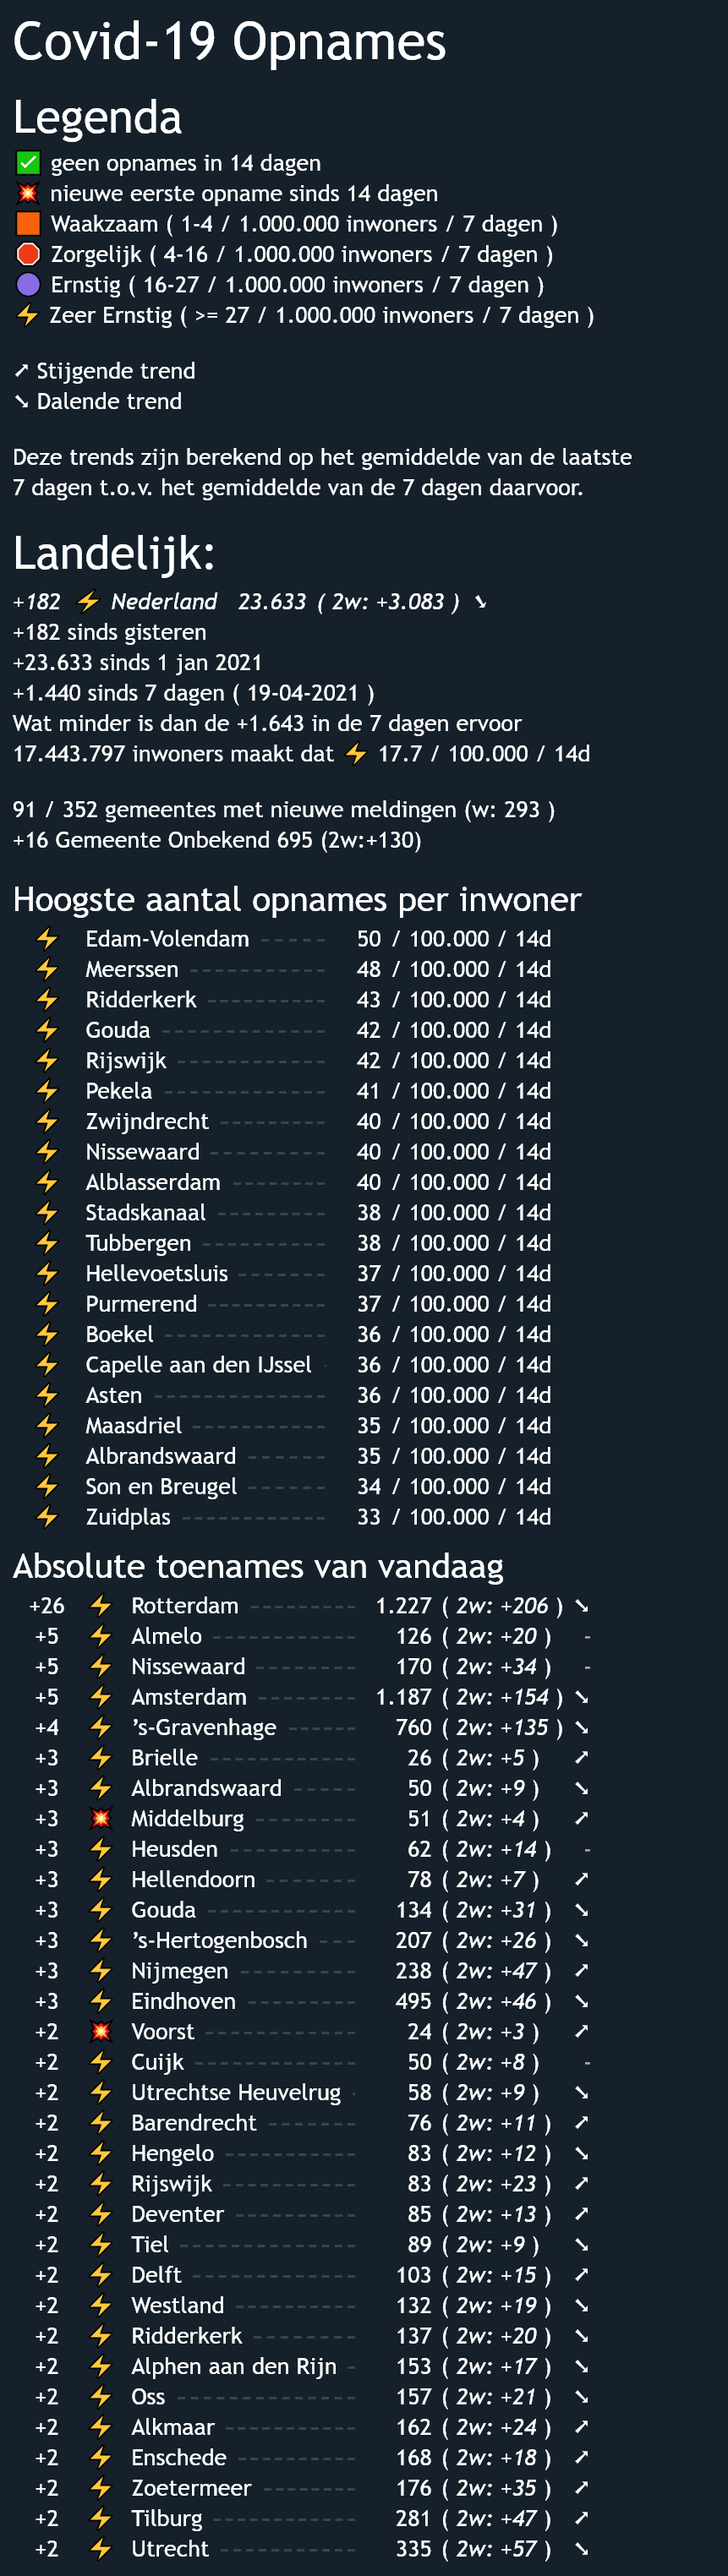 Covid-19 Opnames
Legenda
✅ geen opnames in 14 dagen
💥 nieuwe eerste opname sinds 14 dagen
🟧 Waakzaam ( 1-4 / 1.000.000 inwoners / 7 dagen )
🛑 Zorgelijk ( 4-16 / 1.000.000 inwoners / 7 dagen )
🟣 Ernstig ( 16-27 / 1.000.000 inwoners / 7 dagen )
⚡ Zeer Ernstig ( >= 27 / 1.000.000 inwoners / 7 dagen )
➚ Stijgende trend
➘ Dalende trend
Deze trends zijn berekend op het gemiddelde van de laatste
7 dagen t.o.v. het gemiddelde van de 7 dagen daarvoor.
Landelijk:
+182 ⚡ Nederland 23.633 ( 2w: +3.083 ) ➘
+182 sinds gisteren
+23.633 sinds 1 jan 2021
+1.440 sinds 7 dagen ( 19-04-2021 )
Wat minder is dan de +1.643 in de 7 dagen ervoor
17.443.797 inwoners maakt dat ⚡ 17.7 / 100.000 / 14d
91 / 352 gemeentes met nieuwe meldingen (w: 293 )
+16 Gemeente Onbekend 695 (2w:+130)
Hoogste aantal opnames per inwoner
⚡ Edam-Volendam ----- 50 / 100.000 / 14d
⚡ Meerssen ---------- 48 / 100.000 / 14d
⚡ Ridderkerk --------- 43 / 100.000 / 14d
⚡ Gouda ------------ 42 / 100.000 / 14d
⚡ Rijswijk ----------- 42 / 100.000 / 14d
⚡ Pekela ------------ 41 / 100.000 / 14d
⚡ Zwijndrecht -------- 40 / 100.000 / 14d
⚡ Nissewaard --------- 40 / 100.000 / 14d
⚡ Alblasserdam ------- 40 / 100.000 / 14d
⚡ Stadskanaal -------- 38 / 100.000 / 14d
⚡ Tubbergen --------- 38 / 100.000 / 14d
⚡ Hellevoetsluis ------ 37 / 100.000 / 14d
⚡ Purmerend --------- 37 / 100.000 / 14d
⚡ Boekel ------------ 36 / 100.000 / 14d
⚡ Capelle aan den IJssel - 36 / 100.000 / 14d
⚡ Asten ------------- 36 / 100.000 / 14d
⚡ Maasdriel ---------- 35 / 100.000 / 14d
⚡ Albrandswaard ------ 35 / 100.000 / 14d
⚡ Son en Breugel ------ 34 / 100.000 / 14d
⚡ Zuidplas ----------- 33 / 100.000 / 14d
Absolute toenames van vandaag
+26 ⚡ Rotterdam -------- 1.227 ( 2w: +206 ) ➘
+5 ⚡ Almelo ----------- 126 ( 2w: +20 ) -
+5 ⚡ Nissewaard -------- 170 ( 2w: +34 ) -
+5 ⚡ Amsterdam -------- 1.187 ( 2w: +154 ) ➘
+4 ⚡ 's-Gravenhage ----- 760 ( 2w: +135 ) ➘
+3 ⚡ Brielle ----------- 26 ( 2w: +5 ) ➚
+3 ⚡ Albrandswaard ----- 50 ( 2w: +9 ) ➘
+3 💥 Middelburg -------- 51 ( 2w: +4 ) ➚
+3 ⚡ Heusden ---------- 62 ( 2w: +14 ) -
+3 ⚡ Hellendoorn ------- 78 ( 2w: +7 ) ➚
+3 ⚡ Gouda ----------- 134 ( 2w: +31 ) ➘
+3 ⚡ 's-Hertogenbosch --- 207 ( 2w: +26 ) ➘
+3 ⚡ Nijmegen --------- 238 ( 2w: +47 ) ➚
+3 ⚡ Eindhoven --------- 495 ( 2w: +46 ) ➘
+2 💥 Voorst ------------ 24 ( 2w: +3 ) ➚
+2 ⚡ Cuijk ------------ 50 ( 2w: +8 ) -
+2 ⚡ Utrechtse Heuvelrug - 58 ( 2w: +9 ) ➘
+2 ⚡ Barendrecht ------- 76 ( 2w: +11 ) ➚
+2 ⚡ Hengelo ---------- 83 ( 2w: +12 ) ➘
+2 ⚡ Rijswijk ---------- 83 ( 2w: +23 ) ➚
+2 ⚡ Deventer --------- 85 ( 2w: +13 ) ➚
+2 ⚡ Tiel ------------- 89 ( 2w: +9 ) ➘
+2 ⚡ Delft ------------ 103 ( 2w: +15 ) ➚
+2 ⚡ Westland --------- 132 ( 2w: +19 ) ➘
+2 ⚡ Ridderkerk -------- 137 ( 2w: +20 ) ➘
+2 ⚡ Alphen aan den Rijn - 153 ( 2w: +17 ) ➘
+2 ⚡ Oss -------------- 157 ( 2w: +21 ) ➘
+2 ⚡ Alkmaar ---------- 162 ( 2w: +24 ) ➚
+2 ⚡ Enschede --------- 168 ( 2w: +18 ) ➚
+2 ⚡ Zoetermeer ------- 176 ( 2w: +35 ) ➚
+2 ⚡ Tilburg ----------- 281 ( 2w: +47 ) ➚
+2 ⚡ Utrecht ---------- 335 ( 2w: +57 ) ➘